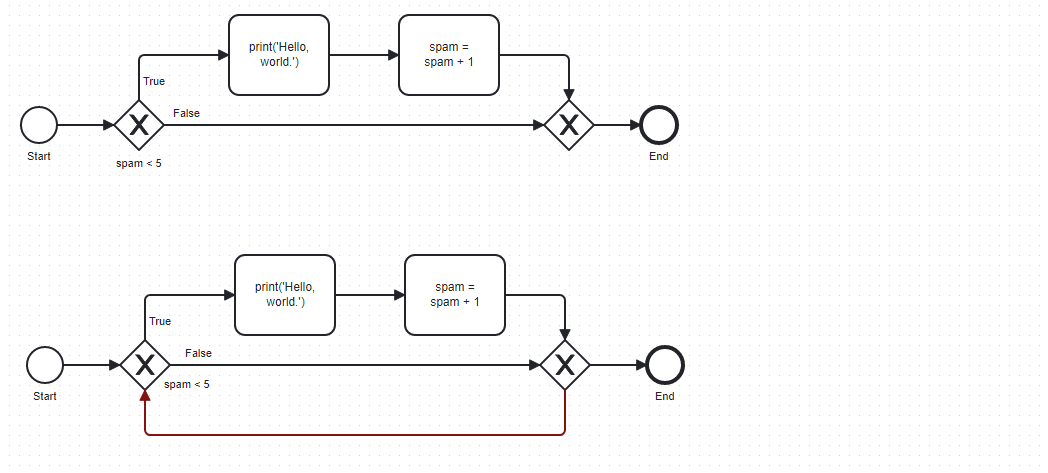 print('Hello,
world.')
spam =
spam + 1
True
False
Start
spam < 5
End
print('Hello,
world.')
spam =
spam + 1
True
False
spam < 5
Start
End